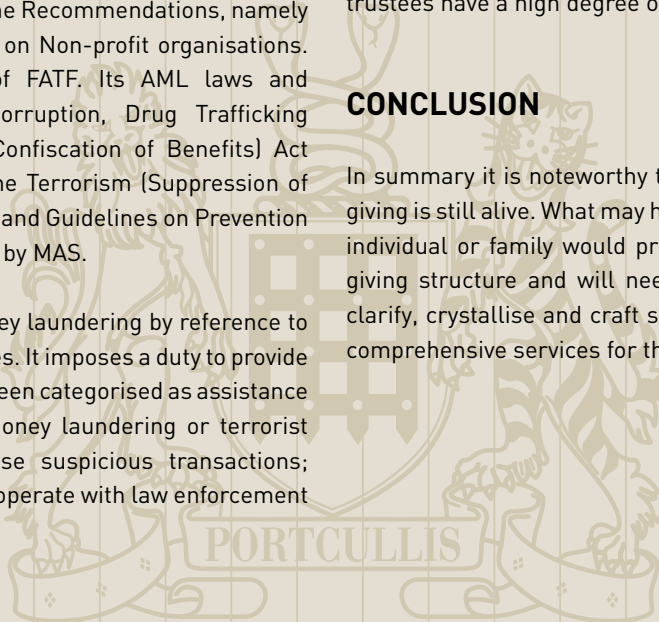 Recommendations, namely
on Non-profit organisations.
of FATF. Its AML laws and
orruption, Drug Trafficking
Confiscation of Benefits) Act
he Terrorism (Suppression of
and Guidelines on Prevention
by MAS.
ey laundering by reference to
es. It imposes a duty to provide
een categorised as assistance
oney laundering or terrorist
se suspicious transactions;
operate with law enforcement
trustees have a high degree o
CONCLUSION
In summary it is noteworthy t
giving is still alive. What may h
individual or family would pr
giving structure and will nee
clarify, crystallise and craft s
comprehensive services for th
PORTCULLIS